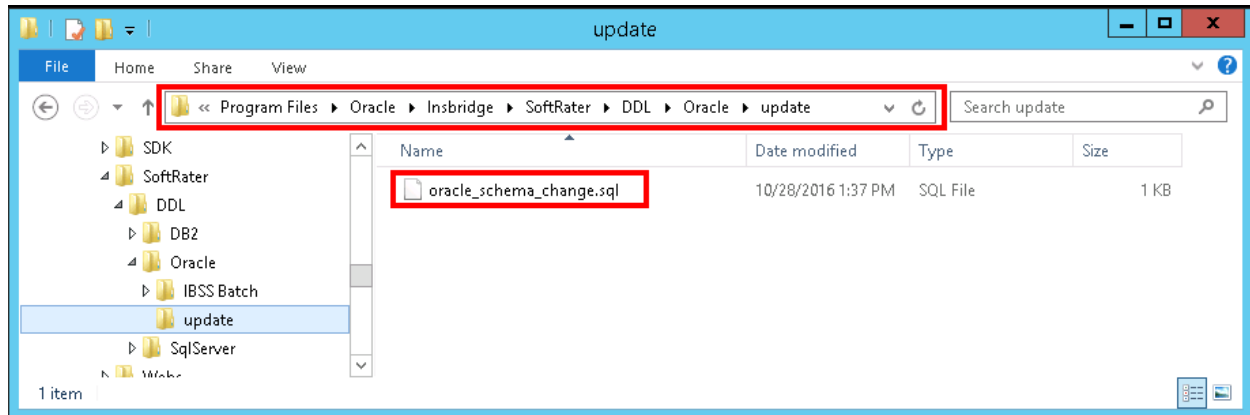 update
File Home Share View
« Program Files Oracle Insbridge SoftRater DDL Oracle update
Search update
SDK
SoftRater
DDL
DB2
Oracle
IBSS Batch
update
SqlServer
Name Date modified Type Size
oracle_schema_change.sql 10/28/2016 1:37 PM SQL File 1 KB
1 item